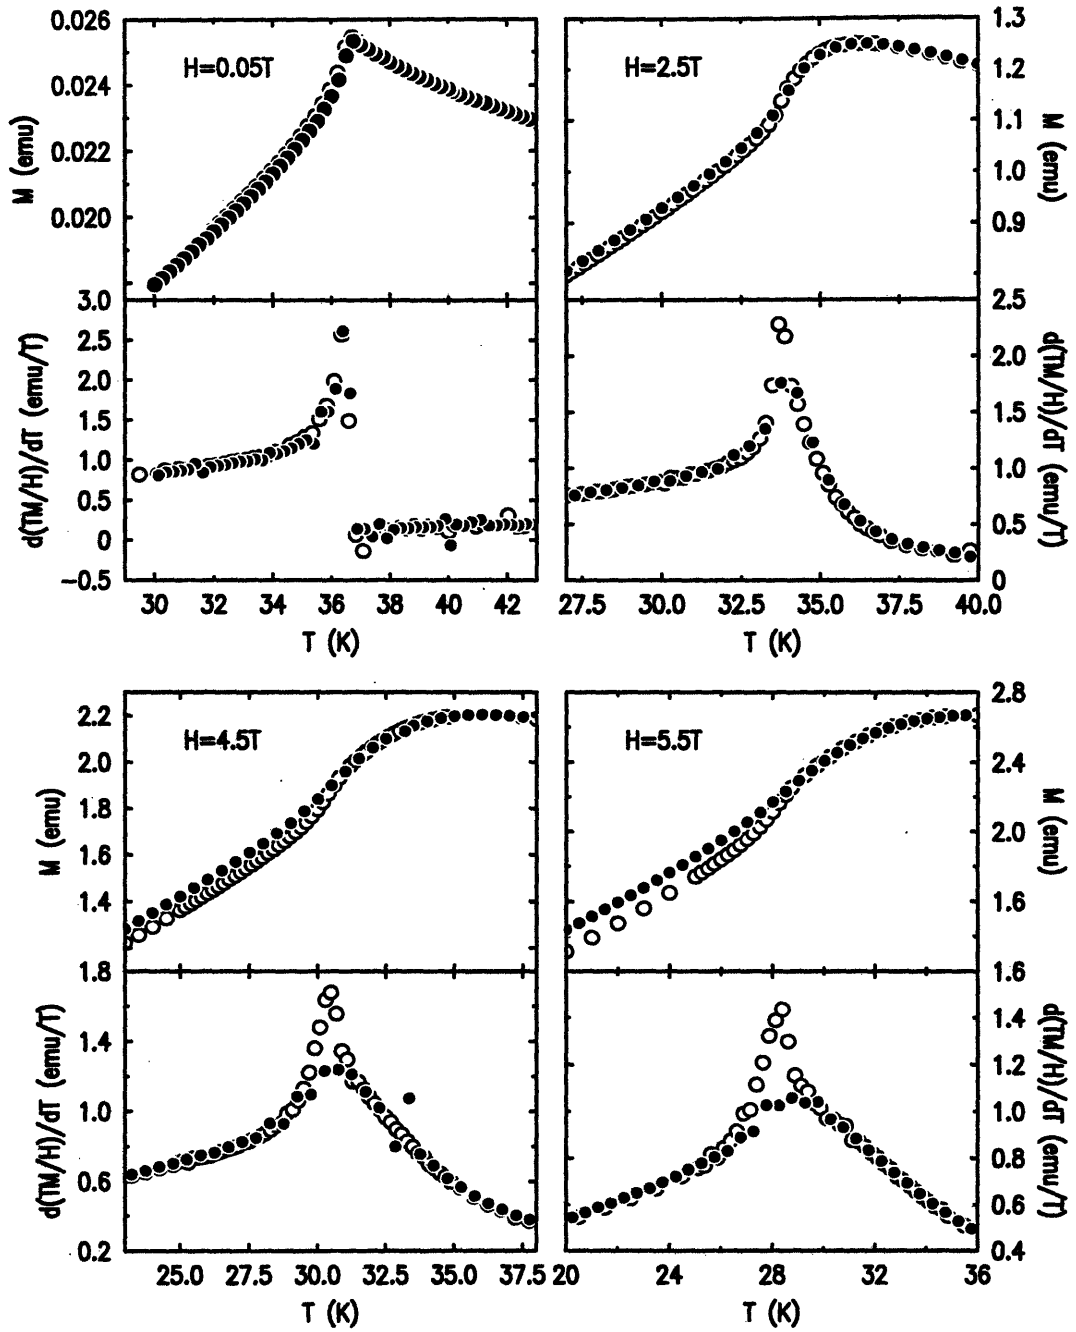 0.026
0.024
0.022
0.020
3.0
2.5
2.0
1.5
1.0
0.5
0
−0.5
M (emu)
d(TM/H)/dT (emu/T)
H=0.05T
30 32 34 36 38 40 42
T (K)
H=2.5T
1.3
1.2
1.1
1.0
0.9
2.5
2.0
1.5
1.0
0.5
0
M (emu)
d(TM/H)/dT (emu/T)
27.5 30.0 32.5 35.0 37.5 40.0
T (K)
2.2
2.0
1.8
1.6
1.4
1.8
1.4
1.0
0.6
0.2
M (emu)
d(TM/H)/dT (emu/T)
H=4.5T
25.0 27.5 30.0 32.5 35.0 37.5
T (K)
H=5.5T
2.8
2.4
2.0
1.6
1.6
1.4
1.2
1.0
0.8
0.6
0.4
M (emu)
d(TM/H)/dT (emu/T)
20 24 28 32 36
T (K)